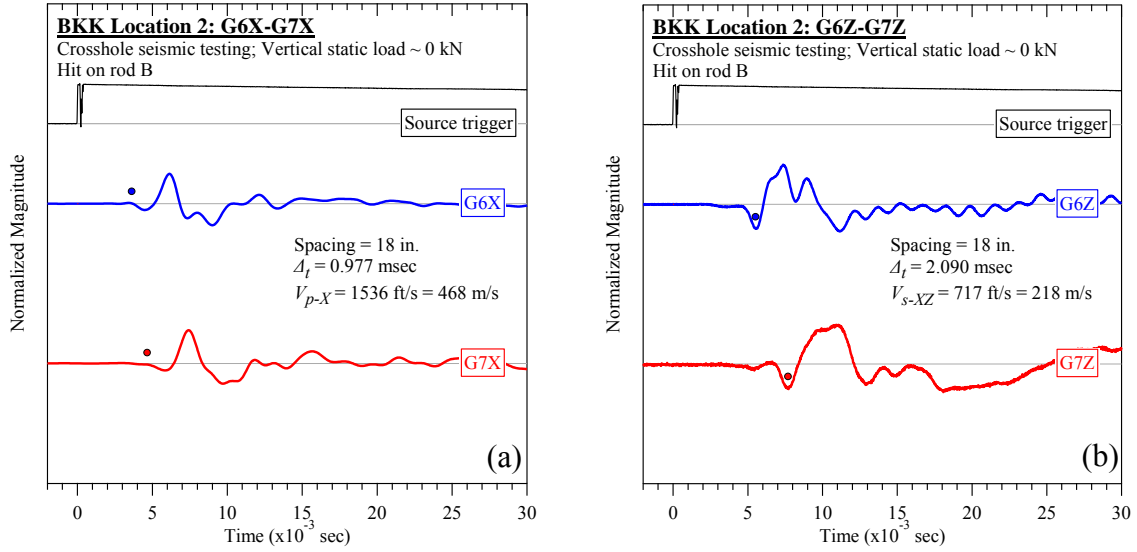 BKK Location 2: G6X-G7X
Crosshole seismic testing; Vertical static load ~ 0 kN
Hit on rod B
Source trigger
G6X
Spacing = 18 in.
Δt = 0.977 msec
Vp-X = 1536 ft/s = 468 m/s
G7X
(a)
Normalized Magnitude
0 5 10 15 20 25 30
Time (x10-3 sec)
BKK Location 2: G6Z-G7Z
Crosshole seismic testing; Vertical static load ~ 0 kN
Hit on rod B
Source trigger
G6Z
Spacing = 18 in.
Δt = 2.090 msec
Vs-XZ = 717 ft/s = 218 m/s
G7Z
(b)
Normalized Magnitude
0 5 10 15 20 25 30
Time (x10-3 sec)